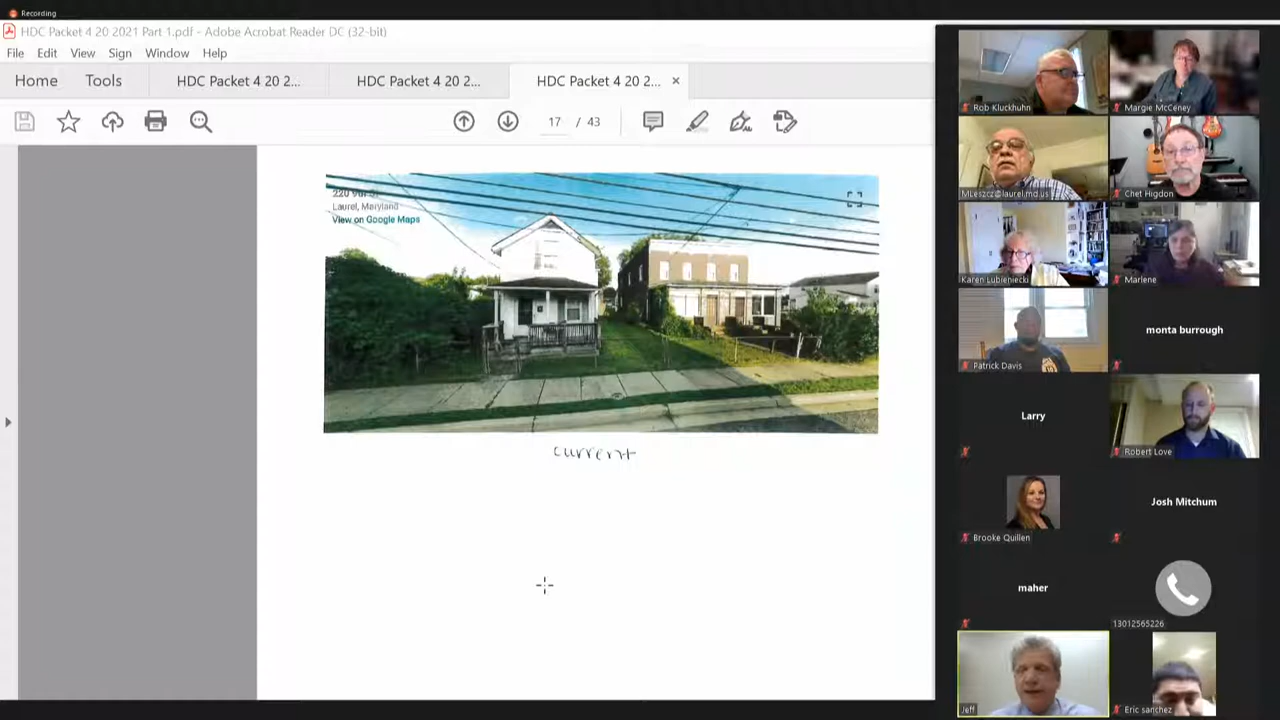 Recording
HDC Packet 4 20 2021 Part 1.pdf - Adobe Acrobat Reader DC (32-bit)
File Edit View Sign Window Help
Home Tools HDC Packet 4 20 2... HDC Packet 4 20 2... HDC Packet 4 20 2... ×
17 / 43
Laurel, Maryland
View on Google Maps
current
Rob Kluckhuhn
Margie McCeney
MLeszcz@laurel.md.us
Chet Higdon
Karen Lubieniecki
Marlene
Patrick Davis
monta burrough
Larry
Robert Love
Brooke Quillen
Josh Mitchum
maher
13012565226
Jeff
Eric sanchez